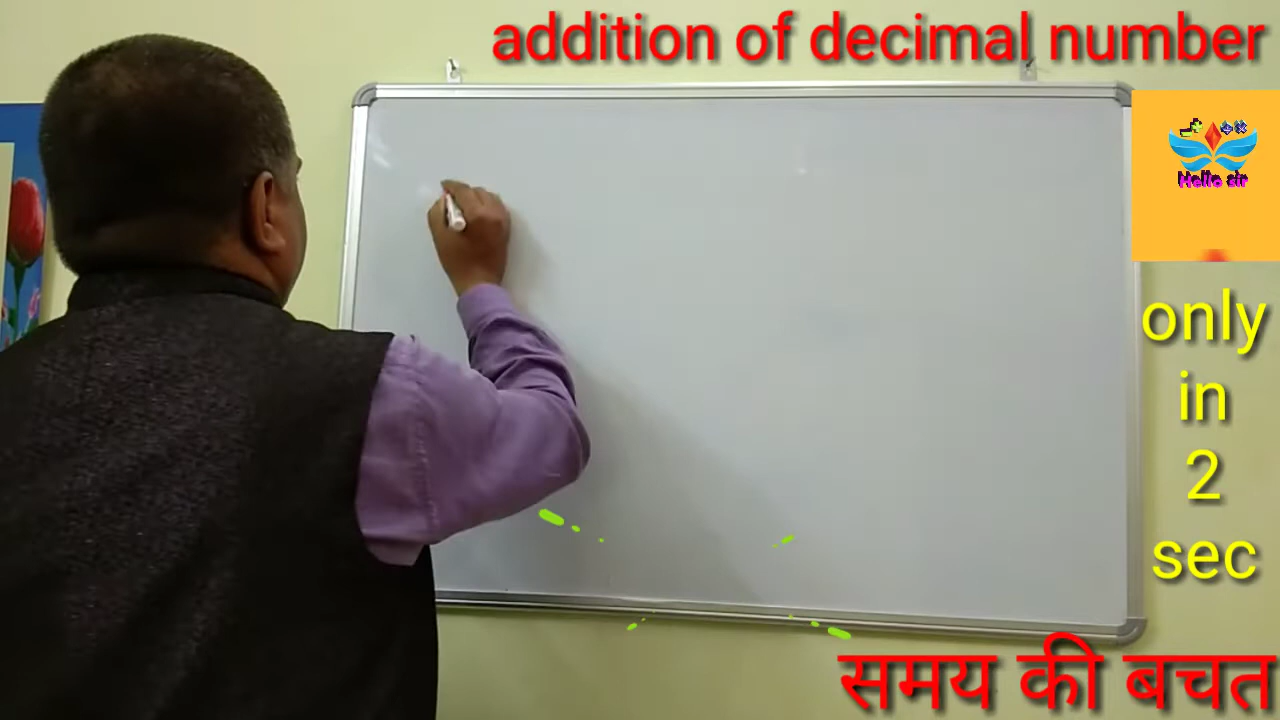 addition of decimal number
Hello sir
only
in
2
sec
समय की बचत